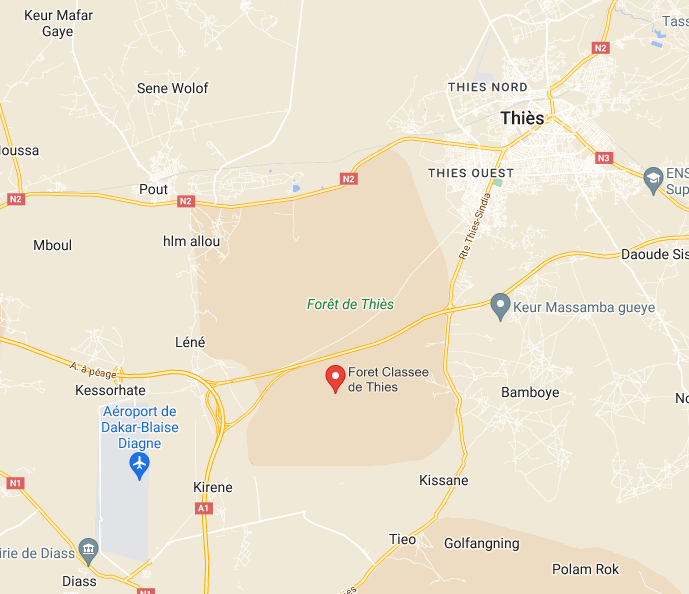 Keur Mafar
Gaye
Tass
N2
Sene Wolof
THIES NORD
Thiès
Moussa
N3
ENS
Sup
THIES OUEST
N2
Pout
N2
N2
Rte Thies-Sindia
Mboul
hlm allou
Daoude Sis
Forêt de Thiès
Keur Massamba gueye
Léné
A. à péage
Foret Classee
de Thies
Kessorhate
Bamboye
No
Aéroport de
Dakar-Blaise
Diagne
N1
Kirene
Kissane
A1
Tieo
Golfangning
irie de Diass
Polam Rok
Diass
N1
les